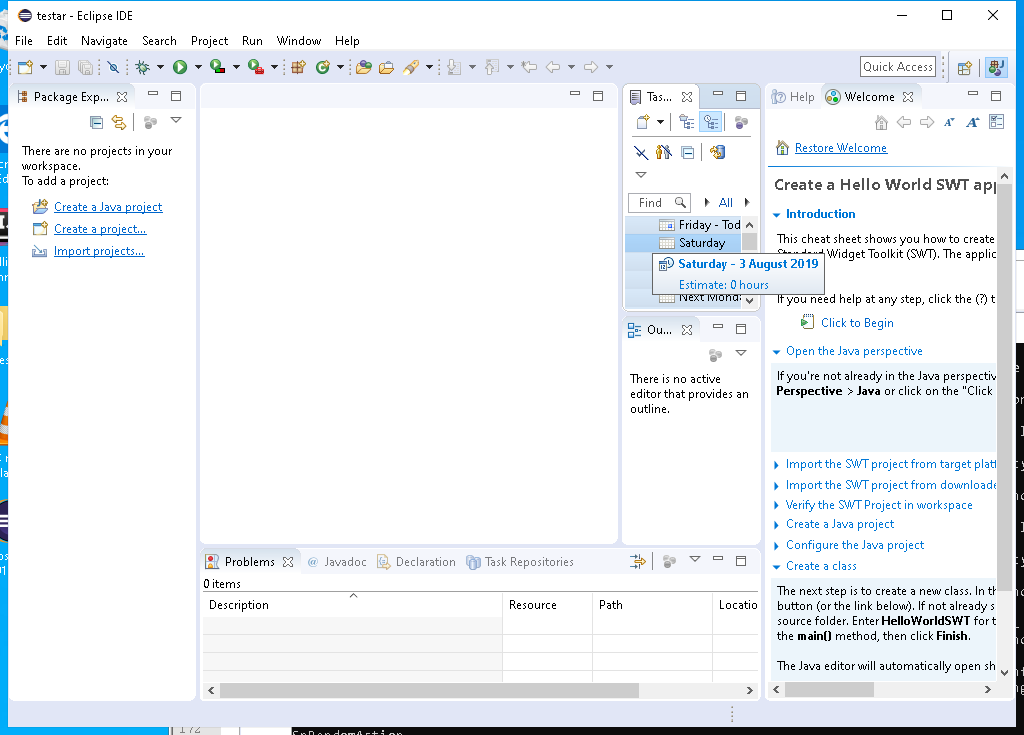 testar - Eclipse IDE
File Edit Navigate Search Project Run Window Help
Quick Access
Package Exp...
There are no projects in your
workspace.
To add a project:
Create a Java project
Create a project...
Import projects...
Tas...
Find
All
Friday - Tod
Saturday
Saturday - 3 August 2019
Estimate: 0 hours
Next Mond
Ou...
There is no active
editor that provides an
outline.
Help
Welcome
Restore Welcome
Create a Hello World SWT app
Introduction
This cheat sheet shows you how to create
Widget Toolkit (SWT). The applic
If you need help at any step, click the (?) t
Click to Begin
Open the Java perspective
If you're not already in the Java perspectiv
Perspective > Java or click on the "Click
Import the SWT project from target platf
Import the SWT project from downloade
Verify the SWT Project in workspace
Create a Java project
Configure the Java project
Create a class
The next step is to create a new class. In th
button (or the link below). If not already s
source folder. Enter HelloWorldSWT for t
the main() method, then click Finish.
The Java editor will automatically open sh
Problems
Javadoc
Declaration
Task Repositories
0 items
Description
Resource
Path
Locatio
172